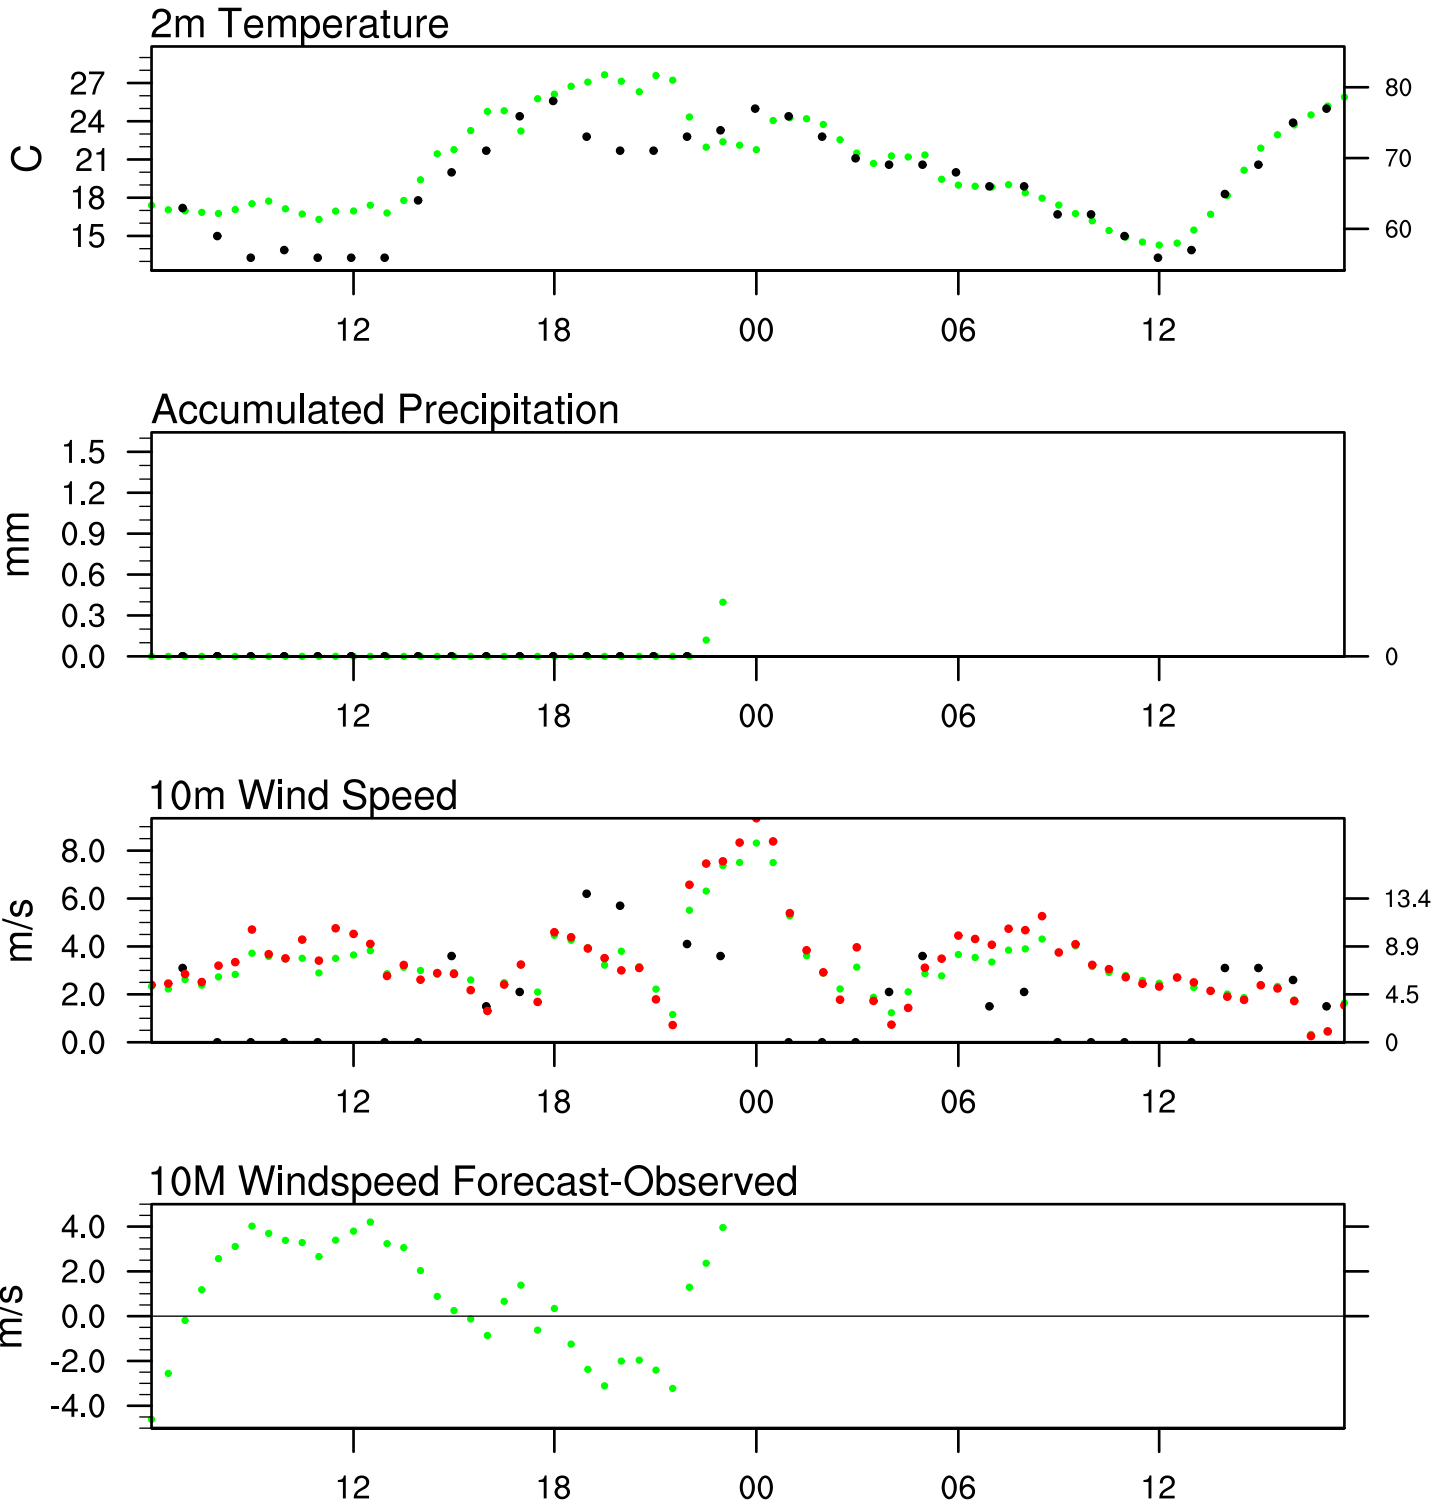 2m Temperature
C
27
24
21
18
15
80
70
60
12 18 00 06 12
Accumulated Precipitation
mm
1.5
1.2
0.9
0.6
0.3
0.0
0
12 18 00 06 12
10m Wind Speed
m/s
8.0
6.0
4.0
2.0
0.0
13.4
8.9
4.5
0
12 18 00 06 12
10M Windspeed Forecast-Observed
m/s
4.0
2.0
0.0
-2.0
-4.0
12 18 00 06 12